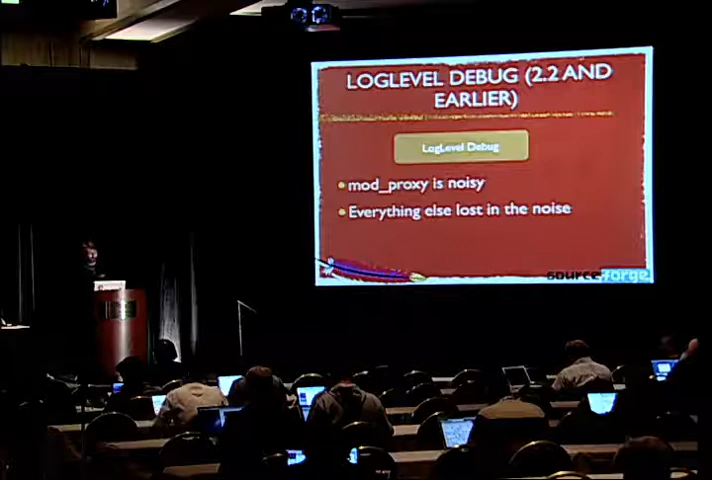 LOGLEVEL DEBUG (2.2 AND
EARLIER)
LogLevel Debug
mod_proxy is noisy
Everything else lost in the noise
sourceforge